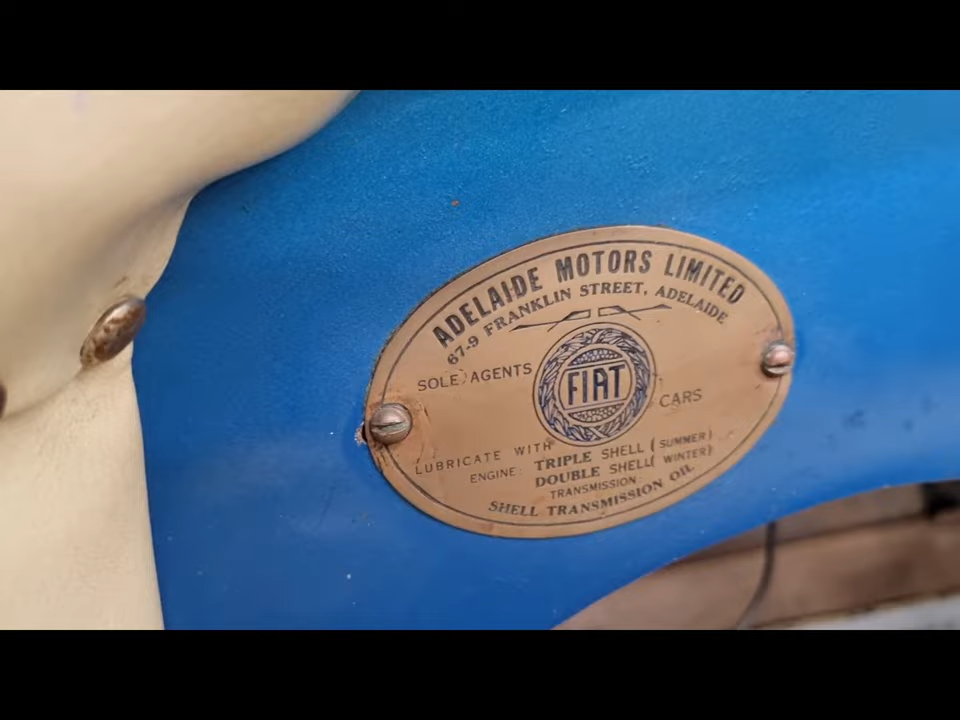 ADELAIDE MOTORS LIMITED
67-9 FRANKLIN STREET, ADELAIDE
SOLE AGENTS FIAT CARS
LUBRICATE WITH
ENGINE: TRIPLE SHELL (SUMMER)
DOUBLE SHELL (WINTER)
TRANSMISSION:
SHELL TRANSMISSION OIL